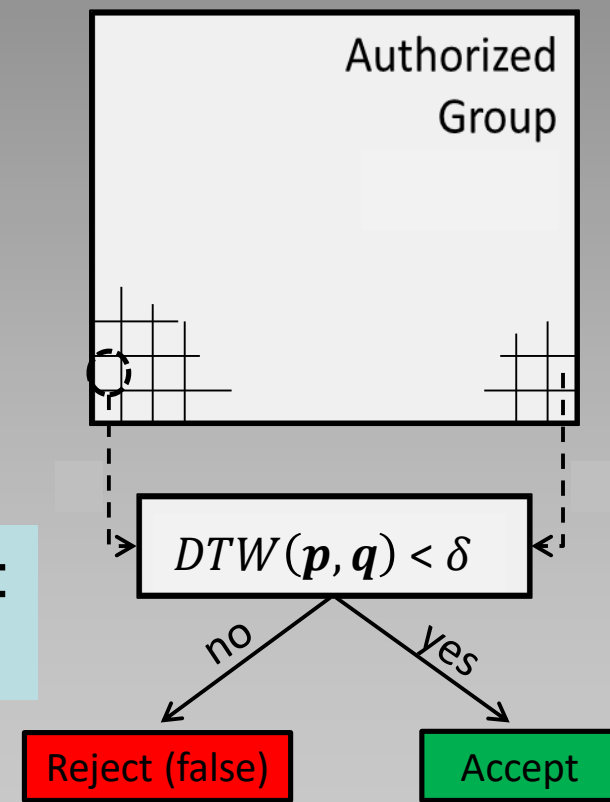 Authorized
Group
DTW(p, q) < δ
no
yes
Reject (false)
Accept